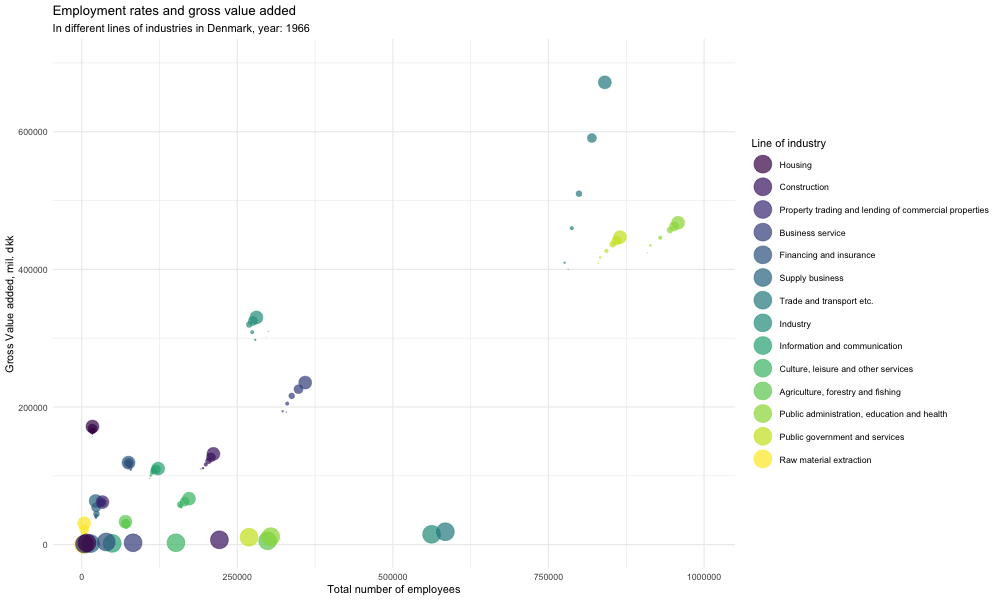 Employment rates and gross value added
In different lines of industries in Denmark, year: 1966
Gross Value added, mil. dkk
600000
400000
200000
0
0
250000
500000
750000
1000000
Total number of employees
Line of industry
Housing
Construction
Property trading and lending of commercial properties
Business service
Financing and insurance
Supply business
Trade and transport etc.
Industry
Information and communication
Culture, leisure and other services
Agriculture, forestry and fishing
Public administration, education and health
Public government and services
Raw material extraction